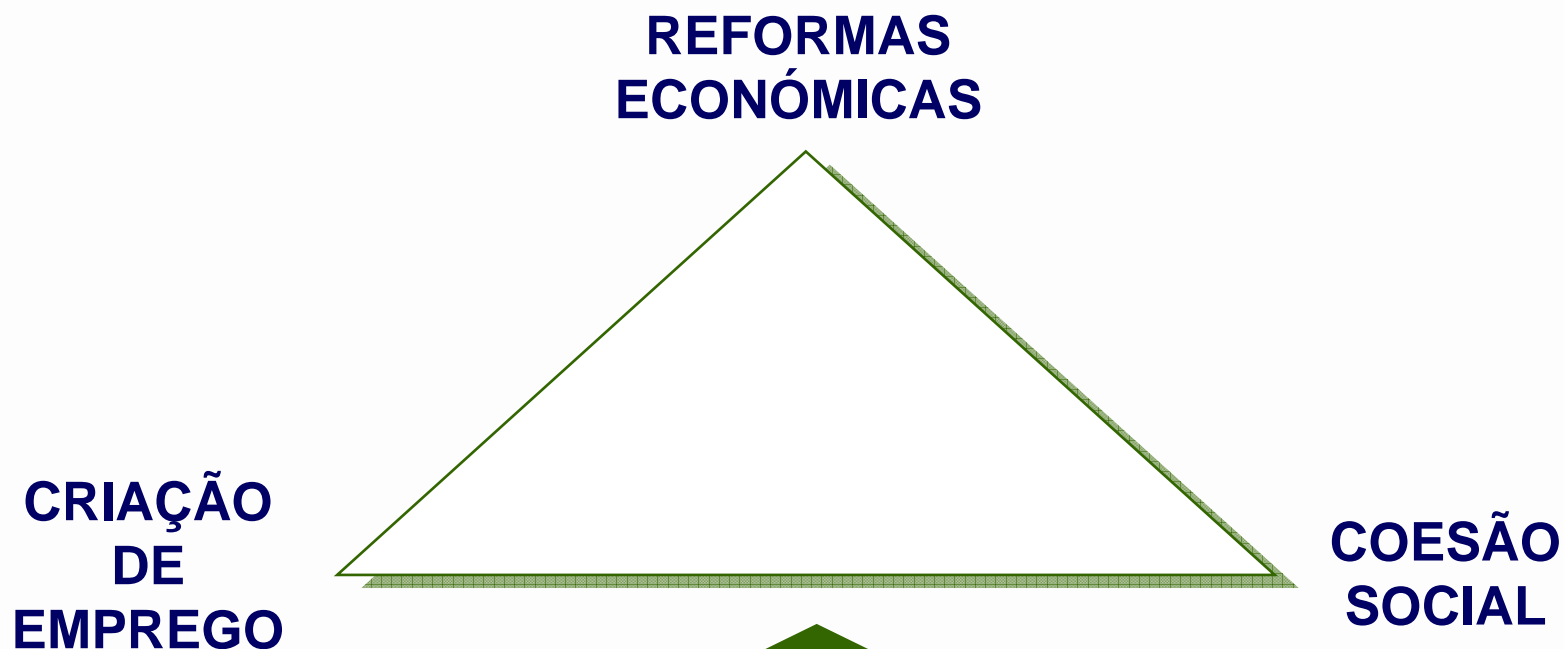 REFORMAS
ECONÓMICAS
CRIAÇÃO
DE
EMPREGO
COESÃO
SOCIAL